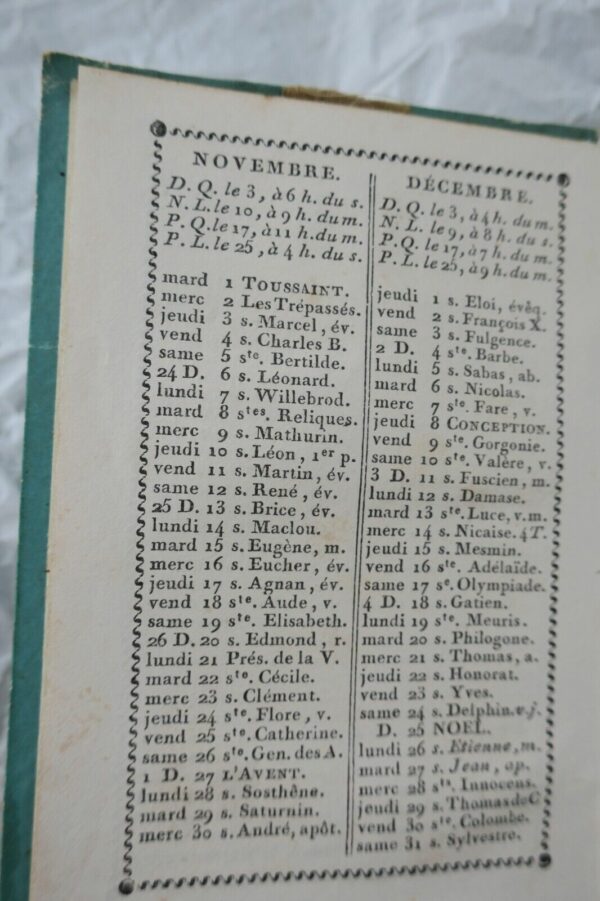 NOVEMBRE.
D. Q. le 3, à 6 h. du s.
N. L. le 10, à 9 h. du m.
P. Q. le 17, à 11 h. du m.
P. L. le 25, à 4 h. du s.
mard 1 TOUSSAINT.
merc 2 Les Trépassés.
jeudi 3 s. Marcel, év.
vend 4 s. Charles B.
same 5 ste. Bertilde.
24 D. 6 s. Léonard.
lundi 7 s. Willebrod.
mard 8 stes. Reliques.
merc 9 s. Mathurin.
jeudi 10 s. Léon, 1er p.
vend 11 s. Martin, év.
same 12 s. René, év.
25 D. 13 s. Brice, év.
lundi 14 s. Maclou.
mard 15 s. Eugène, m.
merc 16 s. Eucher, év.
jeudi 17 s. Agnan, év.
vend 18 ste. Aude, v.
same 19 ste. Elisabeth.
26 D. 20 s. Edmond, r.
lundi 21 Prés. de la V.
mard 22 ste. Cécile.
merc 23 s. Clément.
jeudi 24 ste. Flore, v.
vend 25 ste. Catherine.
same 26 ste. Gen. des A.
1 D. 27 L'AVENT.
lundi 28 s. Sosthêne.
mard 29 s. Saturnin.
merc 30 s. André, apôt.
DÉCEMBRE.
D. Q. le 3, à 4 h. du m.
N. L. le 9, à 8 h. du s.
P. Q. le 17, à 7 h. du m.
P. L. le 25, à 9 h. du m.
jeudi 1 s. Eloi, évêq.
vend 2 s. François X.
same 3 s. Fulgence.
2 D. 4 ste. Barbe.
lundi 5 s. Sabas, ab.
mard 6 s. Nicolas.
merc 7 ste. Fare, v.
jeudi 8 CONCEPTION.
vend 9 ste. Gorgonie.
same 10 ste. Valère, v.
3 D. 11 s. Fuscien, m.
lundi 12 s. Damase.
mard 13 ste. Luce, v. m.
merc 14 s. Nicaise. 4 T.
jeudi 15 s. Mesmin.
vend 16 ste. Adélaïde.
same 17 se. Olympiade.
4 D. 18 s. Gatien.
lundi 19 ste. Meuris.
mard 20 s. Philogone.
merc 21 s. Thomas, a.
jeudi 22 s. Honorat.
vend 23 s. Yves.
same 24 s. Delphin. v.j.
D. 25 NOEL.
lundi 26 s. Etienne, m.
mard 27 s. Jean, ap.
merc 28 sts. Innocens.
jeudi 29 s. Thomas de C
vend 30 ste. Colombe.
same 31 s. Sylvestre.